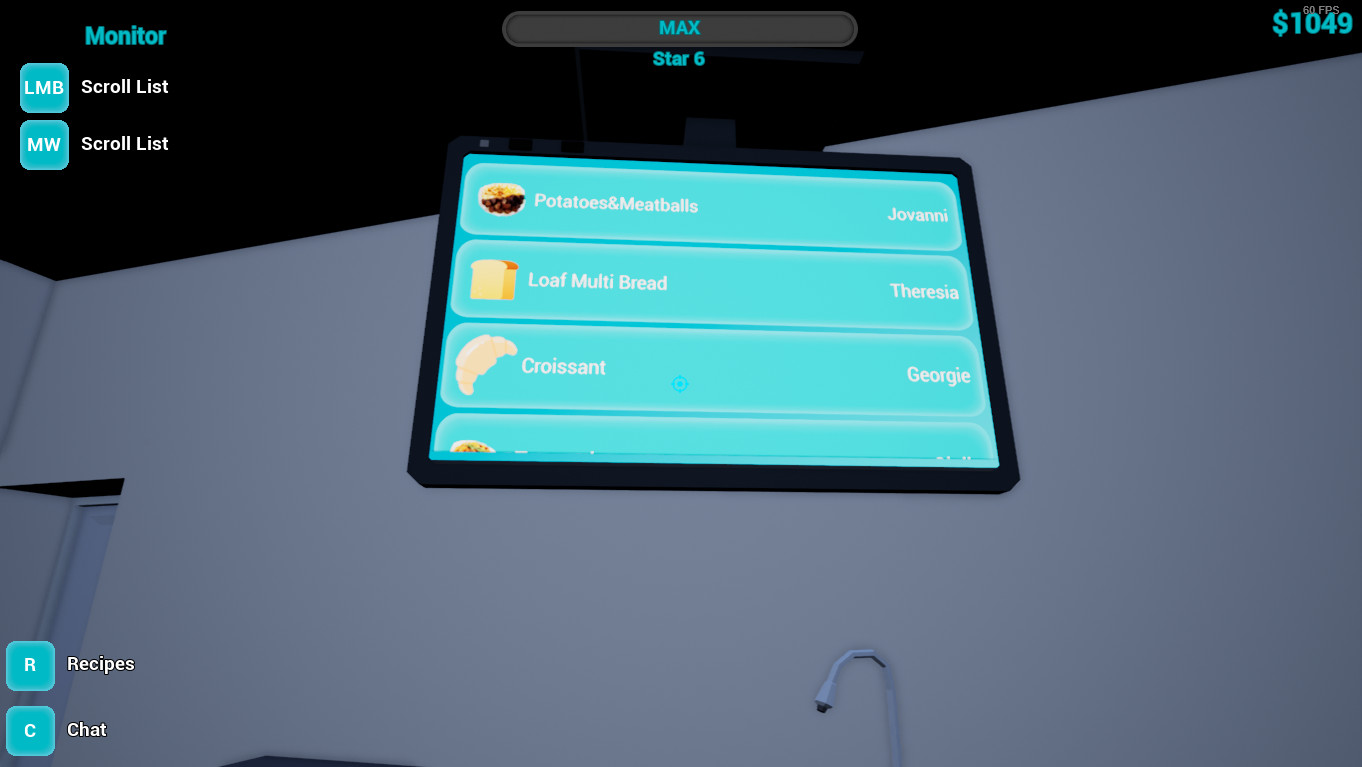 60 FPS
Monitor
MAX
$1049
Star 6
LMB Scroll List
MW Scroll List
Potatoes&Meatballs Jovanni
Loaf Multi Bread Theresia
Croissant Georgie
R Recipes
C Chat